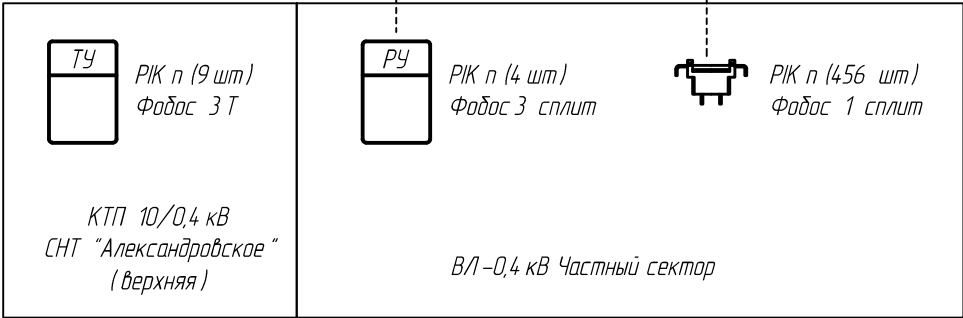 ТУ
PIK n (9 шт)
Фобос 3 Т
КТП 10/0,4 кВ
СНТ "Александровское"
(верхняя)
РУ
PIK n (4 шт)
Фобос 3 сплит
PIK n (456 шт)
Фобос 1 сплит
ВЛ-0,4 кВ Частный сектор